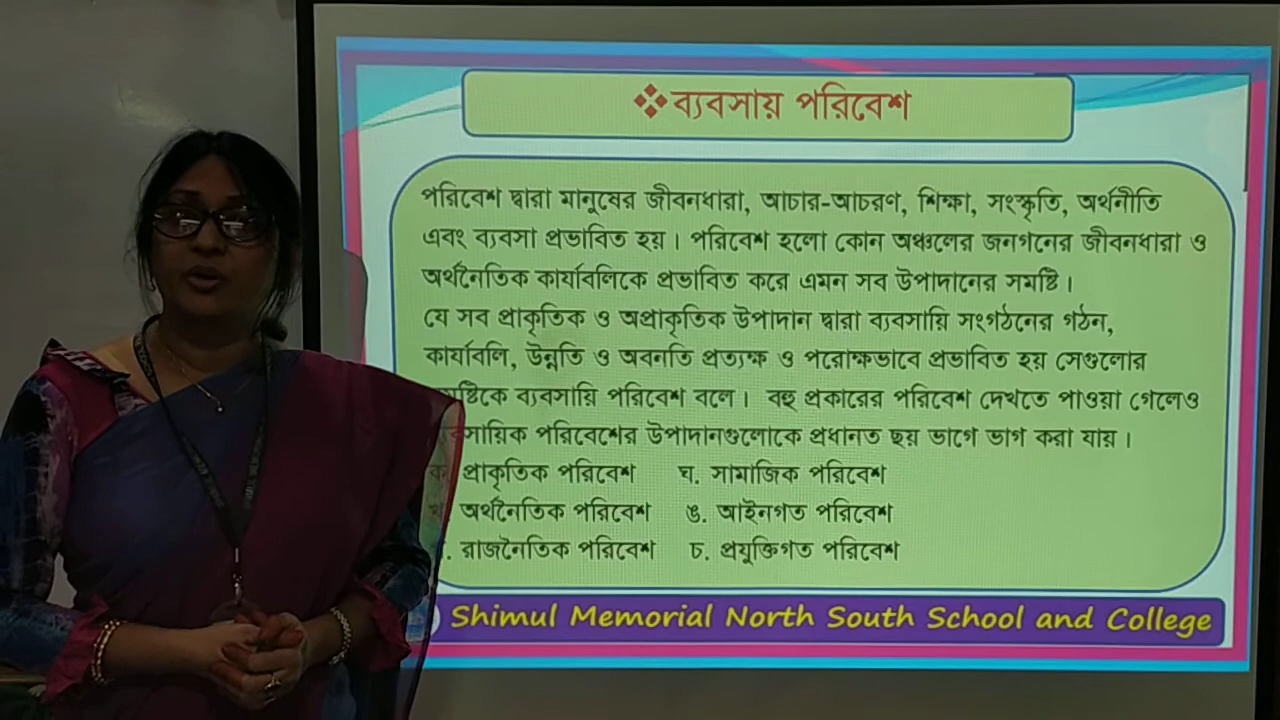 ❖ব্যবসায় পরিবেশ
পরিবেশ দ্বারা মানুষের জীবনধারা, আচার-আচরণ, শিক্ষা, সংস্কৃতি, অর্থনীতি
এবং ব্যবসা প্রভাবিত হয়। পরিবেশ হলো কোন অঞ্চলের জনগনের জীবনধারা ও
অর্থনৈতিক কার্যাবলিকে প্রভাবিত করে এমন সব উপাদানের সমষ্টি।
যে সব প্রাকৃতিক ও অপ্রাকৃতিক উপাদান দ্বারা ব্যবসায়ি সংগঠনের গঠন,
কার্যাবলি, উন্নতি ও অবনতি প্রত্যক্ষ ও পরোক্ষভাবে প্রভাবিত হয় সেগুলোর
ব্যবসায়ি পরিবেশ বলে। বহু প্রকারের পরিবেশ দেখতে পাওয়া গেলেও
পরিবেশের উপাদানগুলোকে প্রধানত ছয় ভাগে ভাগ করা যায়।
ক. প্রাকৃতিক পরিবেশ ঘ. সামাজিক পরিবেশ
খ. অর্থনৈতিক পরিবেশ ঙ. আইনগত পরিবেশ
. রাজনৈতিক পরিবেশ চ. প্রযুক্তিগত পরিবেশ
Shimul Memorial North South School and College